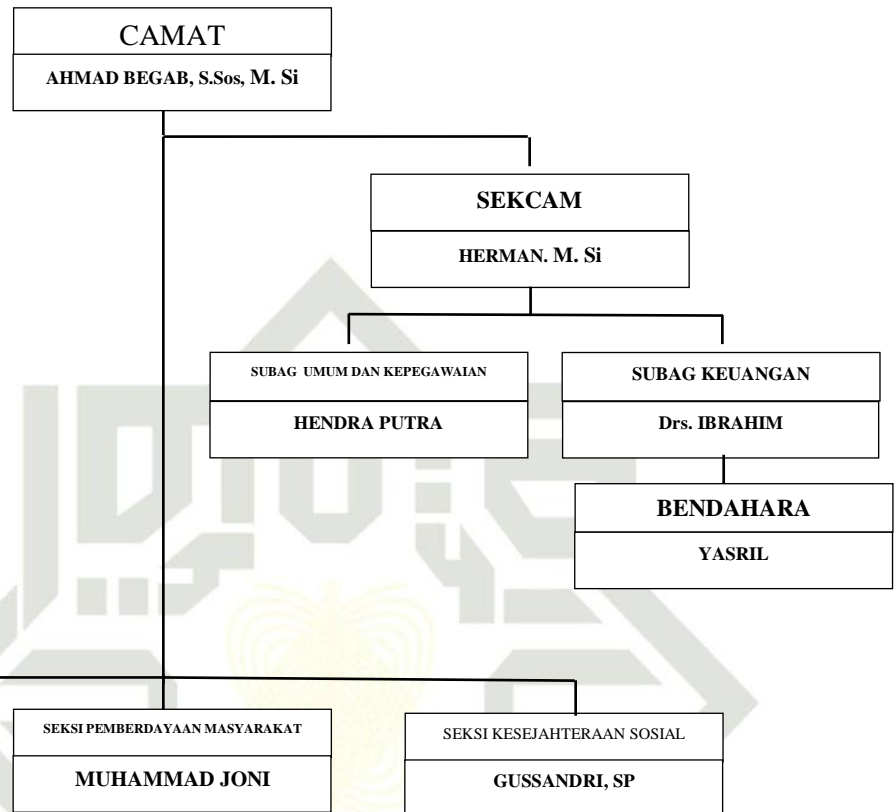 CAMAT
AHMAD BEGAB, S.Sos, M. Si
SEKCAM
HERMAN. M. Si
SUBAG UMUM DAN KEPEGAWAIAN
HENDRA PUTRA
SUBAG KEUANGAN
Drs. IBRAHIM
BENDAHARA
YASRIL
SEKSI PEMBERDAYAAN MASYARAKAT
MUHAMMAD JONI
SEKSI KESEJAHTERAAN SOSIAL
GUSSANDRI, SP